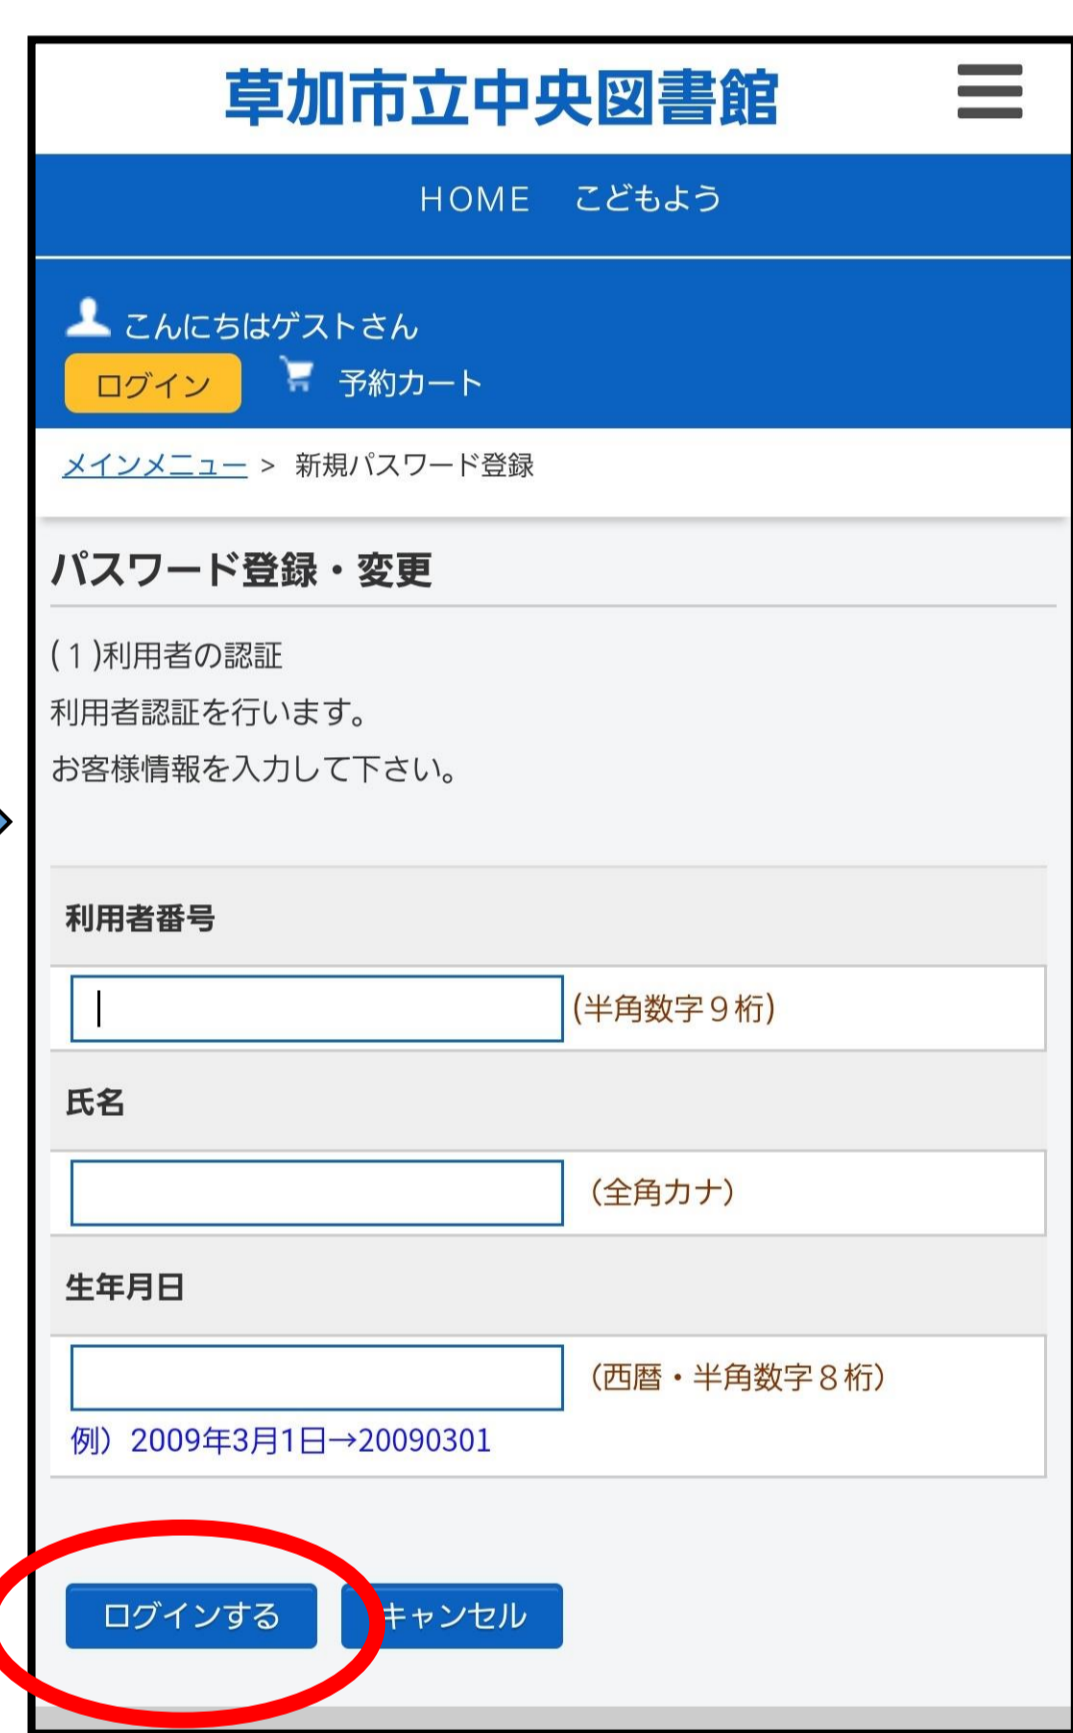 草加市立中央図書館
HOME こどもよう
こんにちはゲストさん
ログイン 予約カート
メインメニュー > 新規パスワード登録
パスワード登録・変更
(１)利用者の認証
利用者認証を行います。
お客様情報を入力して下さい。
利用者番号
(半角数字９桁)
氏名
（全角カナ）
生年月日
（西暦・半角数字８桁）
例）2009年3月1日→20090301
ログインする キャンセル